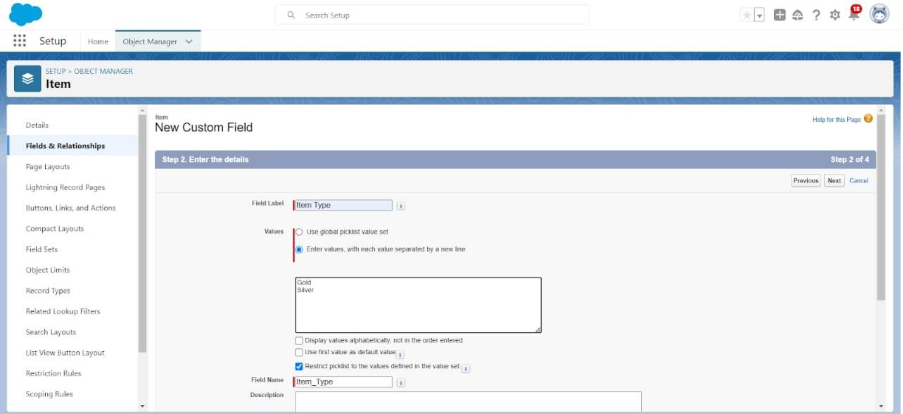 Search Setup
18
Setup
Home
Object Manager
SETUP > OBJECT MANAGER
Item
Details
Fields & Relationships
Page Layouts
Lightning Record Pages
Buttons, Links, and Actions
Compact Layouts
Field Sets
Object Limits
Record Types
Related Lookup Filters
Search Layouts
List View Button Layout
Restriction Rules
Scoping Rules
Item
New Custom Field
Help for this Page
Step 2. Enter the details
Step 2 of 4
Previous Next Cancel
Field Label Item Type
Values Use global picklist value set
Enter values, with each value separated by a new line
Gold
Silver
Display values alphabetically, not in the order entered
Use first value as default value
Restrict picklist to the values defined in the value set
Field Name Item_Type
Description